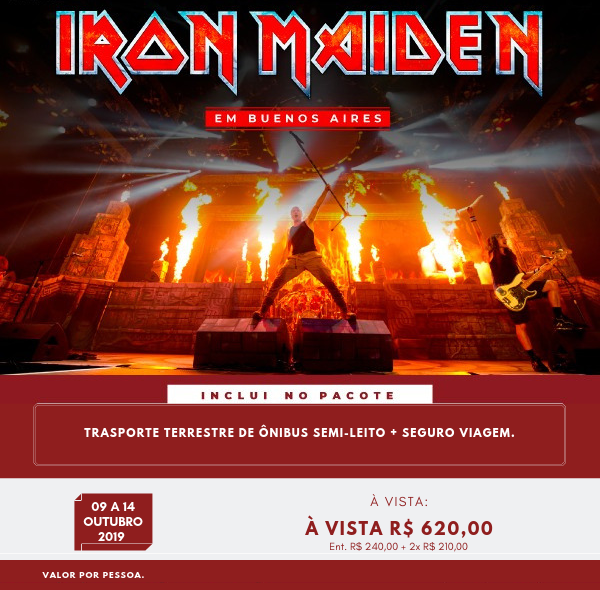 IRON MAIDEN
EM BUENOS AIRES
INCLUI NO PACOTE
TRASPORTE TERRESTRE DE ÔNIBUS SEMI-LEITO + SEGURO VIAGEM.
09 A 14
OUTUBRO
2019
À VISTA:
À VISTA R$ 620,00
Ent. R$ 240,00 + 2x R$ 210,00
VALOR POR PESSOA.